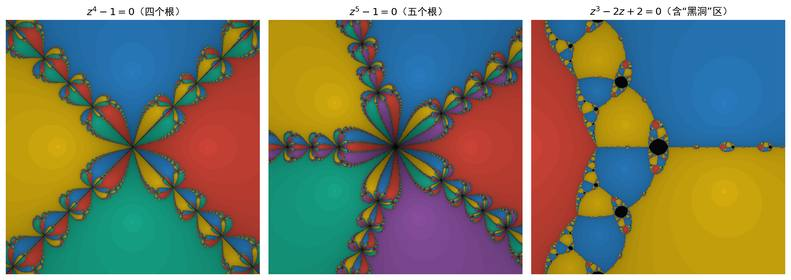 z⁴ − 1 = 0（四个根）
z⁵ − 1 = 0（五个根）
z³ − 2z + 2 = 0（含“黑洞”区）